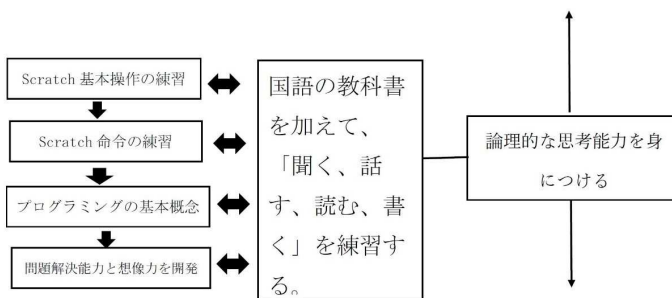 Scratch 基本操作の練習
Scratch 命令の練習
プログラミングの基本概念
問題解決能力と想像力を開発
国語の教科書
を加えて、
「聞く、話
す、読む、書
く」を練習す
る。
論理的な思考能力を身
につける